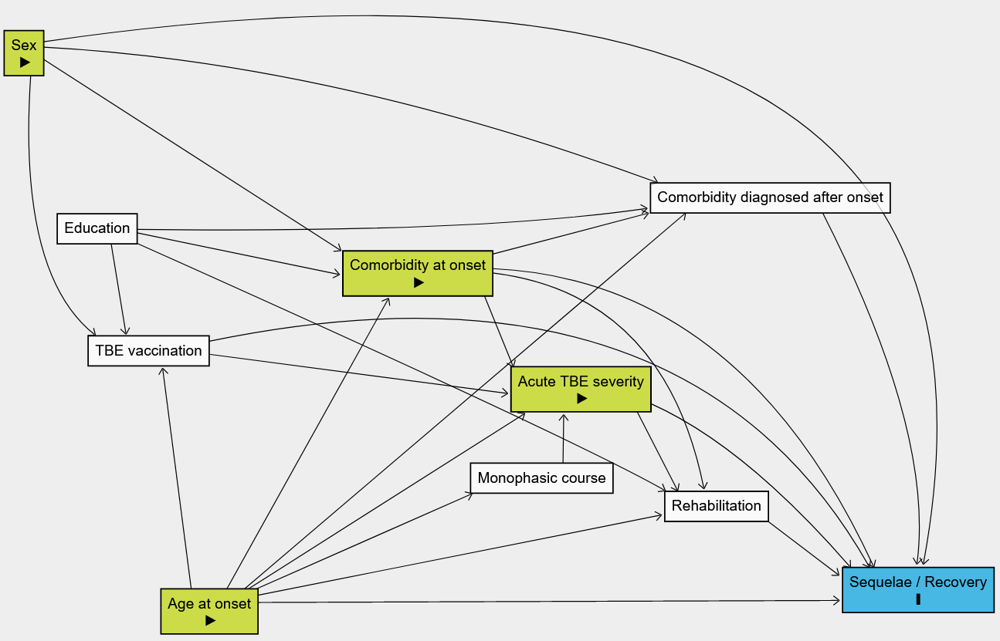 Sex
Comorbidity diagnosed after onset
Education
Comorbidity at onset
TBE vaccination
Acute TBE severity
Monophasic course
Rehabilitation
Sequelae / Recovery
Age at onset